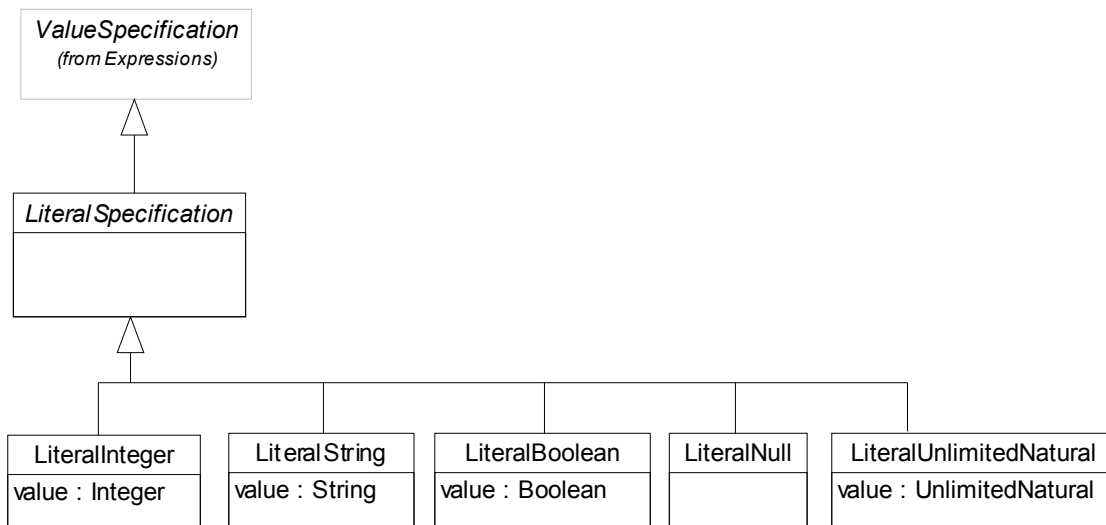 ValueSpecification
(from Expressions)
LiteralSpecification
LiteralInteger
value : Integer
LiteralString
value : String
LiteralBoolean
value : Boolean
LiteralNull
LiteralUnlimitedNatural
value : UnlimitedNatural